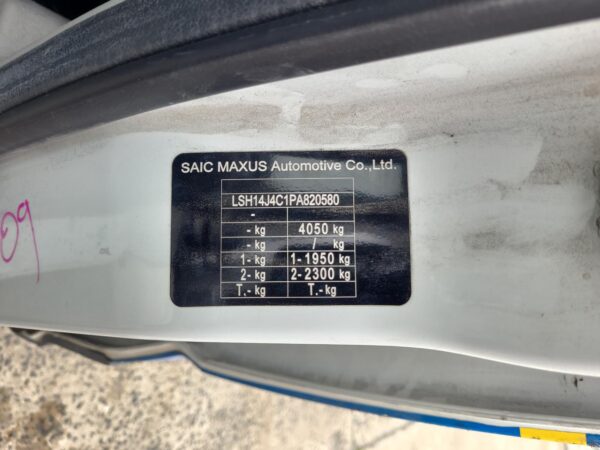 SAIC MAXUS Automotive Co.,Ltd.
LSH14J4C1PA820580
-
- kg 4050 kg
- kg / kg
1- kg 1-1950 kg
2- kg 2-2300 kg
T.- kg T.- kg
09